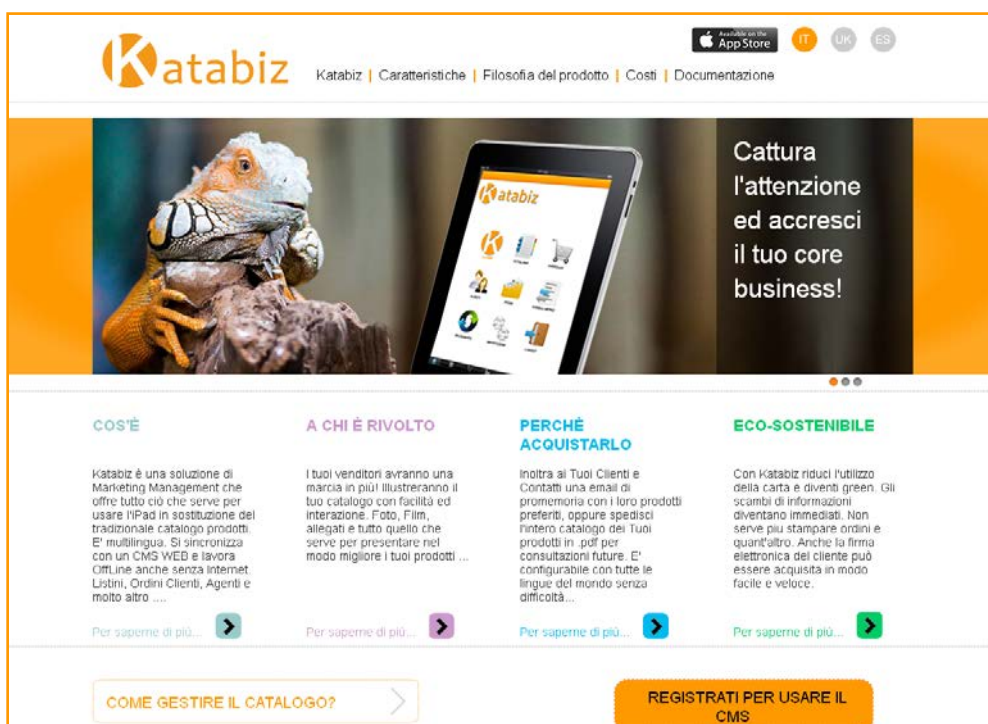 Katabiz
Available on the
App Store
IT
UK
ES
Katabiz | Caratteristiche | Filosofia del prodotto | Costi | Documentazione
Katabiz
Cattura
l'attenzione
ed accresci
il tuo core
business!
COS'È
Katabiz è una soluzione di
Marketing Management che
offre tutto ciò che serve per
usare l'iPad in sostituzione del
tradizionale catalogo prodotti.
E' multilingua. Si sincronizza
con un CMS WEB e lavora
OffLine anche senza Internet.
Listini, Ordini Clienti, Agenti e
molto altro ....
Per saperne di più...
A CHI È RIVOLTO
I tuoi venditori avranno una
marcia in più! Illustreranno il
tuo catalogo con facilità ed
interazione. Foto, Film,
allegati e tutto quello che
serve per presentare nel
modo migliore i tuoi prodotti ...
Per saperne di più...
PERCHÉ
ACQUISTARLO
Inoltra ai Tuoi Clienti e
Contatti una email di
promemoria con i loro prodotti
preferiti, oppure spedisci
l'intero catalogo dei Tuoi
prodotti in .pdf per
consultazioni future. E'
configurabile con tutte le
lingue del mondo senza
difficoltà...
Per saperne di più...
ECO-SOSTENIBILE
Con Katabiz riduci l'utilizzo
della carta e diventi green. Gli
scambi di informazioni
diventano immediati. Non
serve piu stampare ordini e
quant'altro. Anche la firma
elettronica del cliente può
essere acquisita in modo
facile e veloce.
Per saperne di più...
COME GESTIRE IL CATALOGO?
REGISTRATI PER USARE IL
CMS